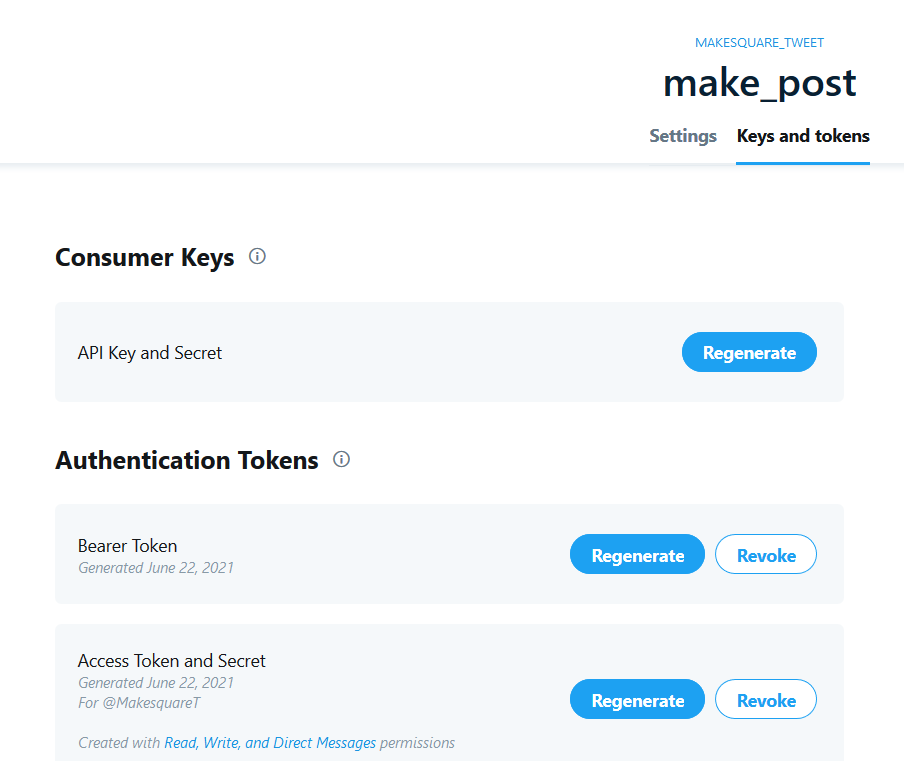 MAKESQUARE_TWEET
make_post
Settings Keys and tokens
Consumer Keys
API Key and Secret Regenerate
Authentication Tokens
Bearer Token
Generated June 22, 2021
Regenerate Revoke
Access Token and Secret
Generated June 22, 2021
For @MakesquareT
Regenerate Revoke
Created with Read, Write, and Direct Messages permissions